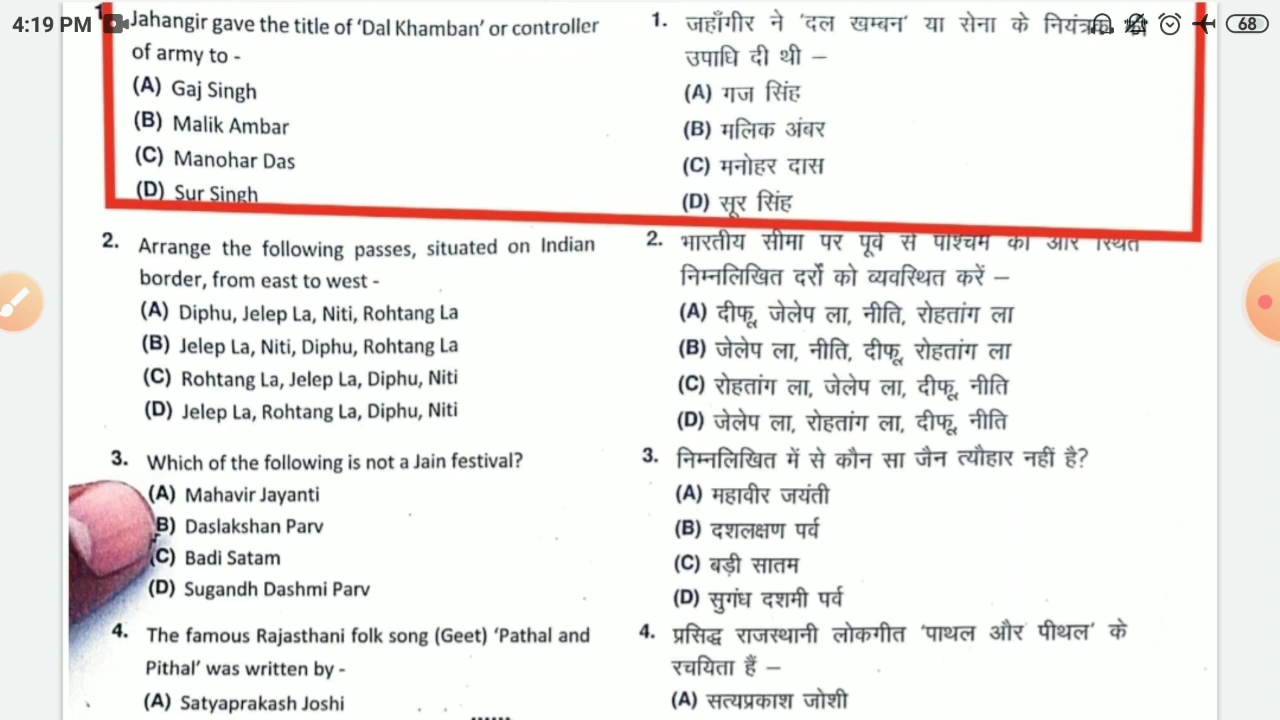 4:19 PM
68
1. Jahangir gave the title of 'Dal Khamban' or controller
of army to -
(A) Gaj Singh
(B) Malik Ambar
(C) Manohar Das
(D) Sur Singh
2. Arrange the following passes, situated on Indian
border, from east to west -
(A) Diphu, Jelep La, Niti, Rohtang La
(B) Jelep La, Niti, Diphu, Rohtang La
(C) Rohtang La, Jelep La, Diphu, Niti
(D) Jelep La, Rohtang La, Diphu, Niti
3. Which of the following is not a Jain festival?
(A) Mahavir Jayanti
B) Daslakshan Parv
(C) Badi Satam
(D) Sugandh Dashmi Parv
4. The famous Rajasthani folk song (Geet) 'Pathal and
Pithal' was written by -
(A) Satyaprakash Joshi
1. जहाँगीर ने 'दल खम्बन' या सेना के
उपाधि दी थी –
(A) गज सिंह
(B) मलिक अंबर
(C) मनोहर दास
(D) सूर सिंह
2. भारतीय सीमा पर पूर्व से पश्चिम की ओर स्थित
निम्नलिखित दर्रों को व्यवस्थित करें –
(A) दीफू, जेलेप ला, नीति, रोहतांग ला
(B) जेलेप ला, नीति, दीफू, रोहतांग ला
(C) रोहतांग ला, जेलेप ला, दीफू, नीति
(D) जेलेप ला, रोहतांग ला, दीफू, नीति
3. निम्नलिखित में से कौन सा जैन त्यौहार नहीं है?
(A) महावीर जयंती
(B) दशलक्षण पर्व
(C) बड़ी सातम
(D) सुगंध दशमी पर्व
4. प्रसिद्ध राजस्थानी लोकगीत 'पाथल और पीथल' के
रचयिता हैं –
(A) सत्यप्रकाश जोशी